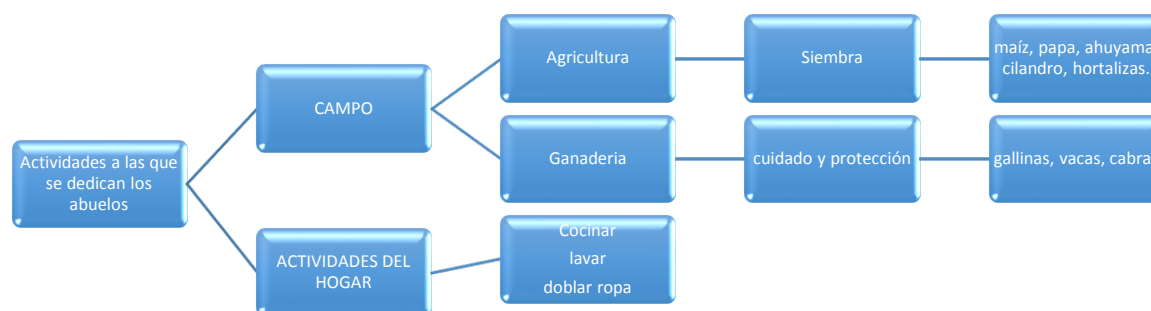 Actividades a las que
se dedican los
abuelos
CAMPO
Agricultura
Siembra
maíz, papa, ahuyama
cilandro, hortalizas.
Ganaderia
cuidado y protección
gallinas, vacas, cabra
ACTIVIDADES DEL
HOGAR
Cocinar
lavar
doblar ropa